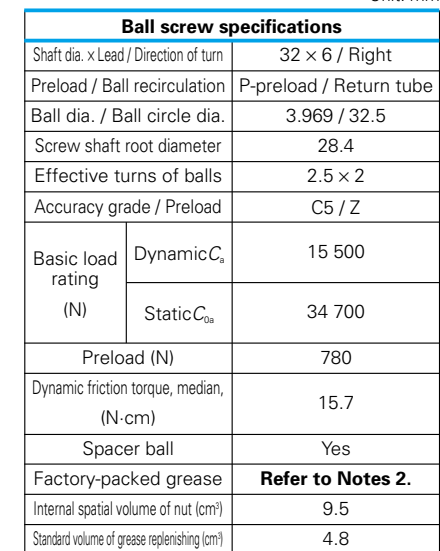 Unit: mm
Ball screw specifications
Shaft dia. x Lead / Direction of turn 32 × 6 / Right
Preload / Ball recirculation P-preload / Return tube
Ball dia. / Ball circle dia. 3.969 / 32.5
Screw shaft root diameter 28.4
Effective turns of balls 2.5 × 2
Accuracy grade / Preload C5 / Z
Basic load rating (N) Dynamic Ca 15 500
Static C0a 34 700
Preload (N) 780
Dynamic friction torque, median, (N·cm) 15.7
Spacer ball Yes
Factory-packed grease Refer to Notes 2.
Internal spatial volume of nut (cm³) 9.5
Standard volume of grease replenishing (cm³) 4.8